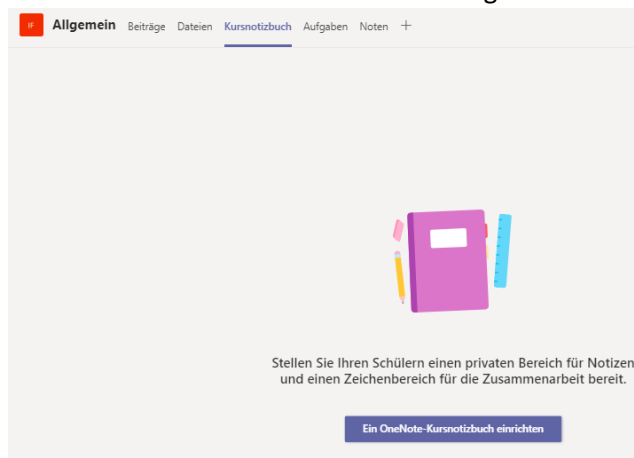 IF Allgemein Beiträge Dateien Kursnotizbuch Aufgaben Noten +
Stellen Sie Ihren Schülern einen privaten Bereich für Notizen
und einen Zeichenbereich für die Zusammenarbeit bereit.
Ein OneNote-Kursnotizbuch einrichten